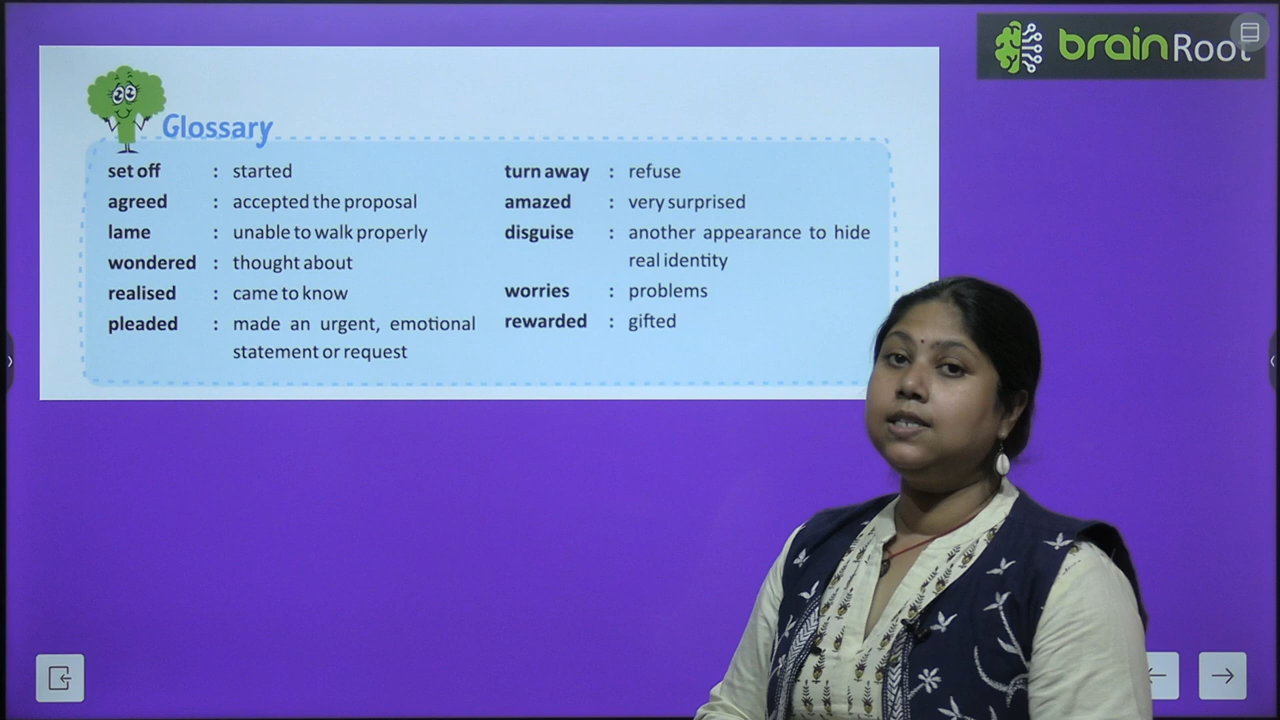 brainRoot
Glossary
set off : started
agreed : accepted the proposal
lame : unable to walk properly
wondered : thought about
realised : came to know
pleaded : made an urgent, emotional
statement or request
turn away : refuse
amazed : very surprised
disguise : another appearance to hide
real identity
worries : problems
rewarded : gifted